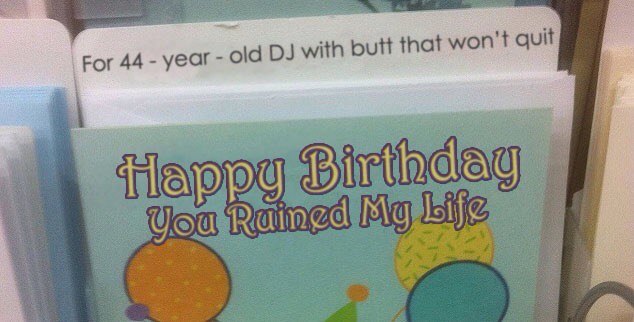 For 44 - year - old DJ with butt that won't quit
Happy Birthday
You Ruined My Life